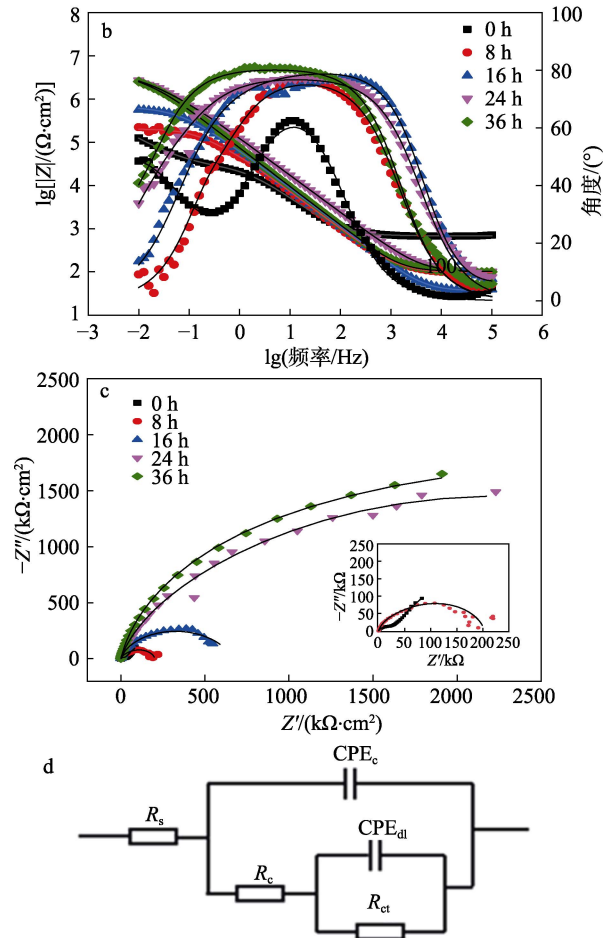 b
lg[|Z|/(Ω·cm²)]
8
7
6
5
4
3
2
1
100
80
60
40
20
0
角度/(°)
0 h
8 h
16 h
24 h
36 h
−3 −2 −1 0 1 2 3 4 5 6
lg(频率/Hz)
c
−Z″/(kΩ·cm²)
2500
2000
1500
1000
500
0
0 h
8 h
16 h
24 h
36 h
−Z″/kΩ
250
200
150
100
50
0
0 50 100 150 200 250
Z′/kΩ
0 500 1000 1500 2000 2500
Z′/(kΩ·cm²)
d
CPEc
Rs
CPEdl
Rc
Rct